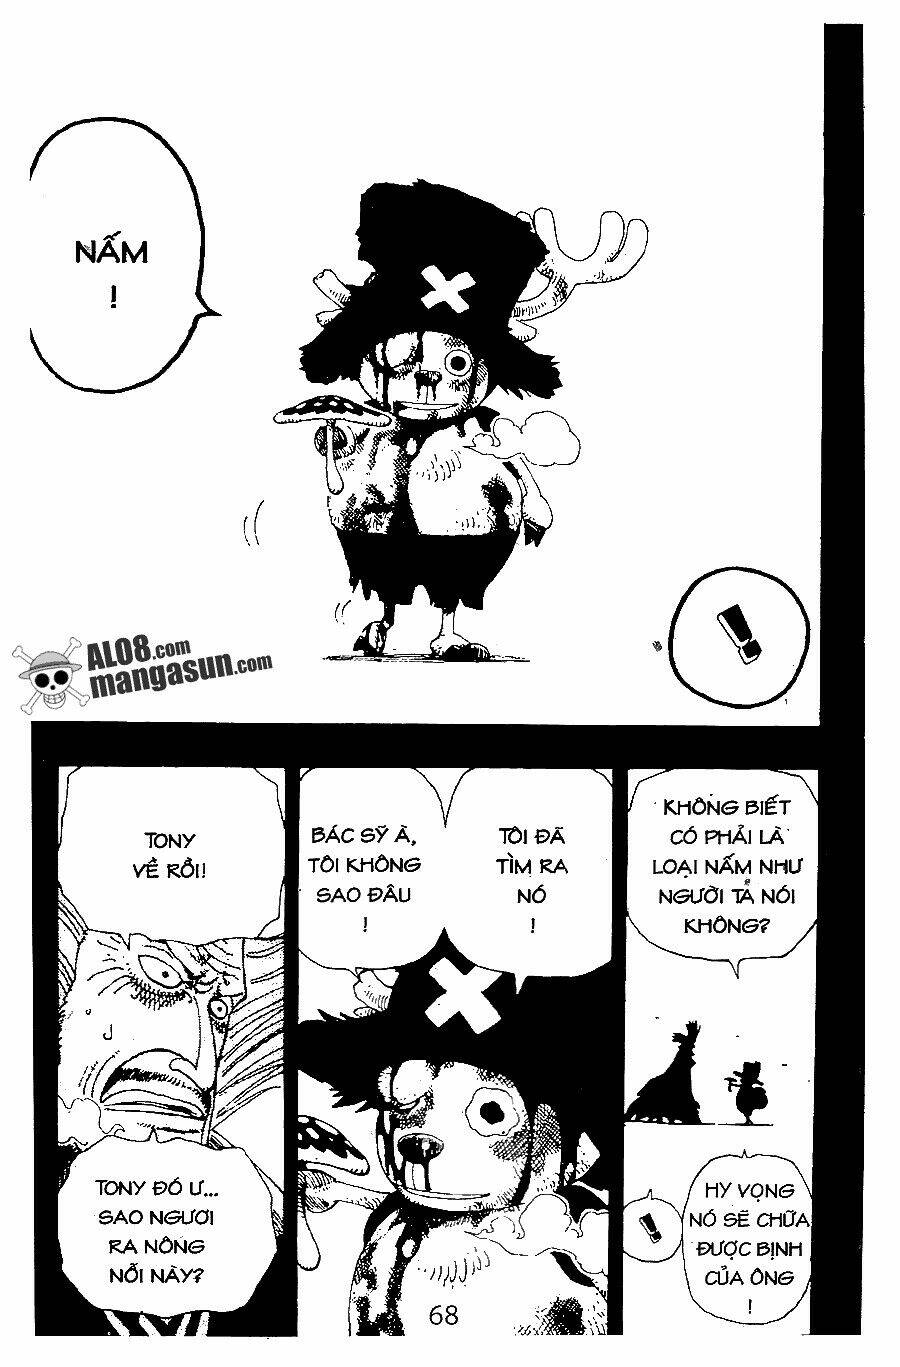 NẤM
!
AL08.com
mangasun.com
!
TONY
VỀ RỒI!
TONY ĐÓ Ư...
SAO NGƯƠI
RA NÔNG
NỖI NÀY?
BÁC SỸ À,
TÔI KHÔNG
SAO ĐÂU
!
TÔI ĐÃ
TÌM RA
NÓ
!
KHÔNG BIẾT
CÓ PHẢI LÀ
LOẠI NẤM NHƯ
NGƯỜI TẢ NÓI
KHÔNG?
!
HY VỌNG
NÓ SẼ CHỮA
ĐƯỢC BỊNH
CỦA ÔNG
!
68